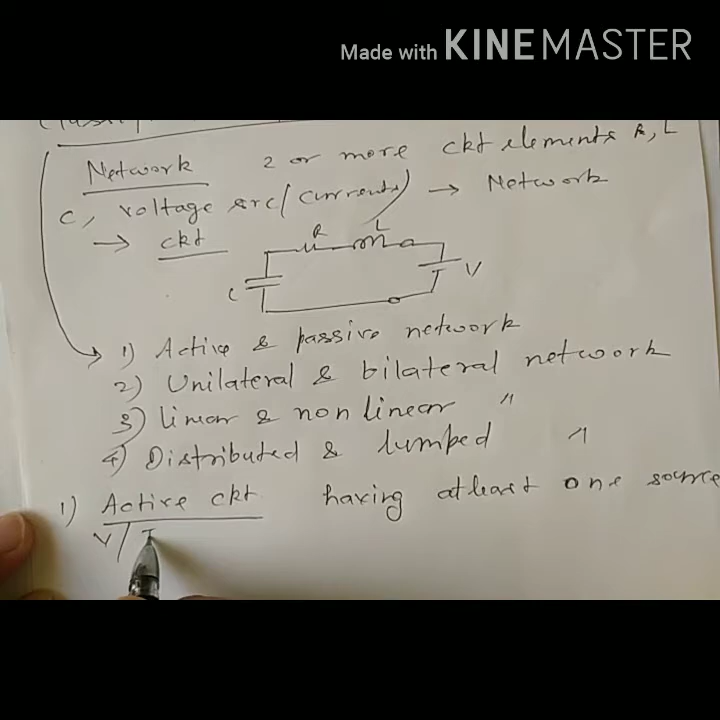 Made with KINEMASTER
Classif
Network 2 or more ckt elements R, L
C, voltage src/(currents) → Network
→ ckt
R L
C V
1) Active & passive network
2) Unilateral & bilateral network
3) linear & non linear "
4) Distributed & lumped "
1) Active ckt having atleast one source
V/I